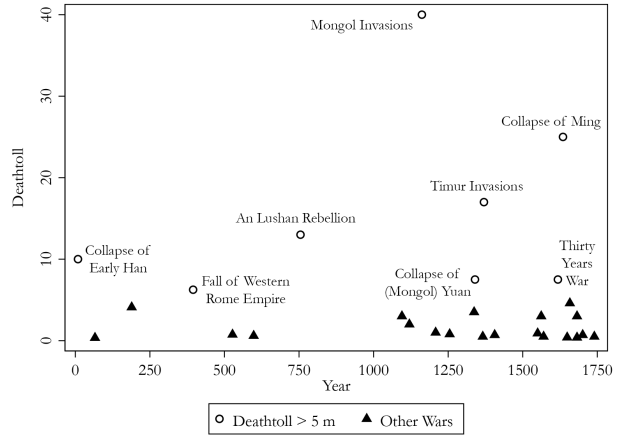 40
30
20
10
0
Deathtoll
Mongol Invasions
Collapse of Ming
Timur Invasions
An Lushan Rebellion
Collapse of
Early Han
Fall of Western
Rome Empire
Collapse of
(Mongol) Yuan
Thirty
Years
War
0 250 500 750 1000 1250 1500 1750
Year
Deathtoll > 5 m Other Wars